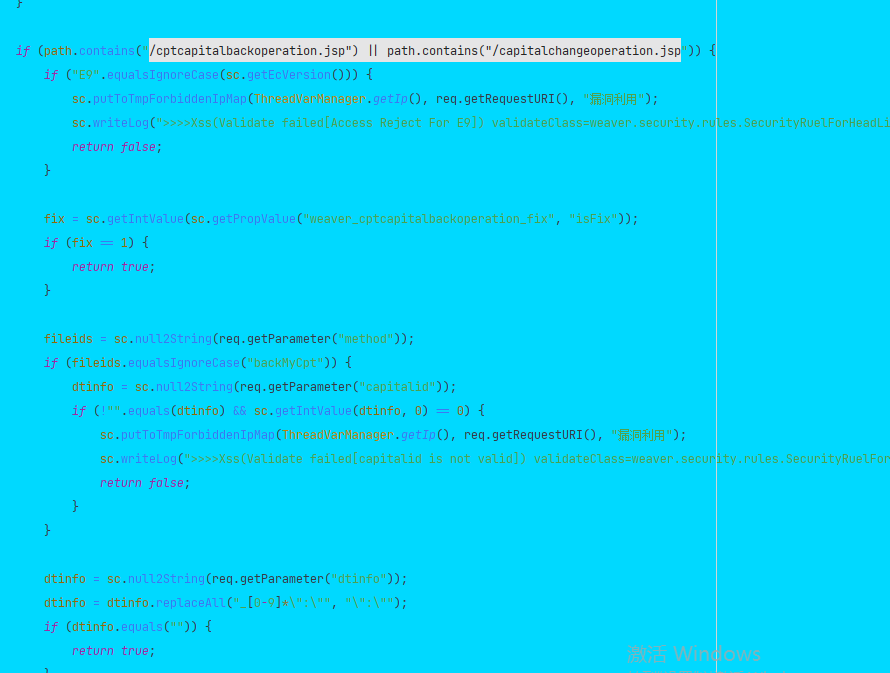 }
if (path.contains("/cptcapitalbackoperation.jsp") || path.contains("/capitalchangeoperation.jsp")) {
if ("E9".equalsIgnoreCase(sc.getEcVersion())) {
sc.putToTmpForbiddenIpMap(ThreadVarManager.getIp(), req.getRequestURI(), "漏洞利用");
sc.writeLog(">>>>Xss(Validate failed[Access Reject For E9]) validateClass=weaver.security.rules.SecurityRuelForHeadLi
return false;
}
fix = sc.getIntValue(sc.getPropValue("weaver_cptcapitalbackoperation_fix", "isFix"));
if (fix == 1) {
return true;
}
fileids = sc.null2String(req.getParameter("method"));
if (fileids.equalsIgnoreCase("backMyCpt")) {
dtinfo = sc.null2String(req.getParameter("capitalid"));
if (!"".equals(dtinfo) && sc.getIntValue(dtinfo, 0) == 0) {
sc.putToTmpForbiddenIpMap(ThreadVarManager.getIp(), req.getRequestURI(), "漏洞利用");
sc.writeLog(">>>>Xss(Validate failed[capitalid is not valid]) validateClass=weaver.security.rules.SecurityRuelFor
return false;
}
}
dtinfo = sc.null2String(req.getParameter("dtinfo"));
dtinfo = dtinfo.replaceAll("_[0-9]*\":\"", "\":\"");
if (dtinfo.equals("")) {
return true;
激活 Windows